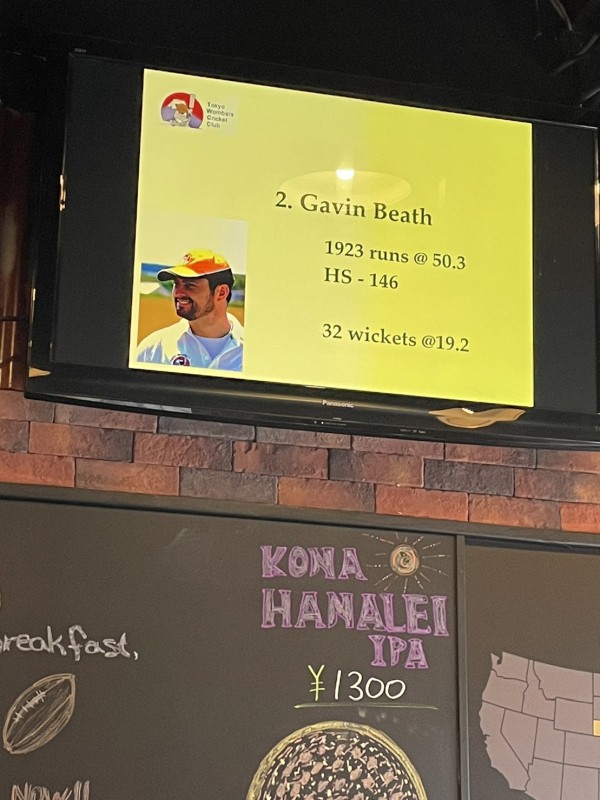 Tokyo
Wombats
Cricket
Club
2. Gavin Beath
1923 runs @ 50.3
HS - 146
32 wickets @19.2
Panasonic
KONA
HANALEI
IPA
¥1300
reakfast,
NOW!!